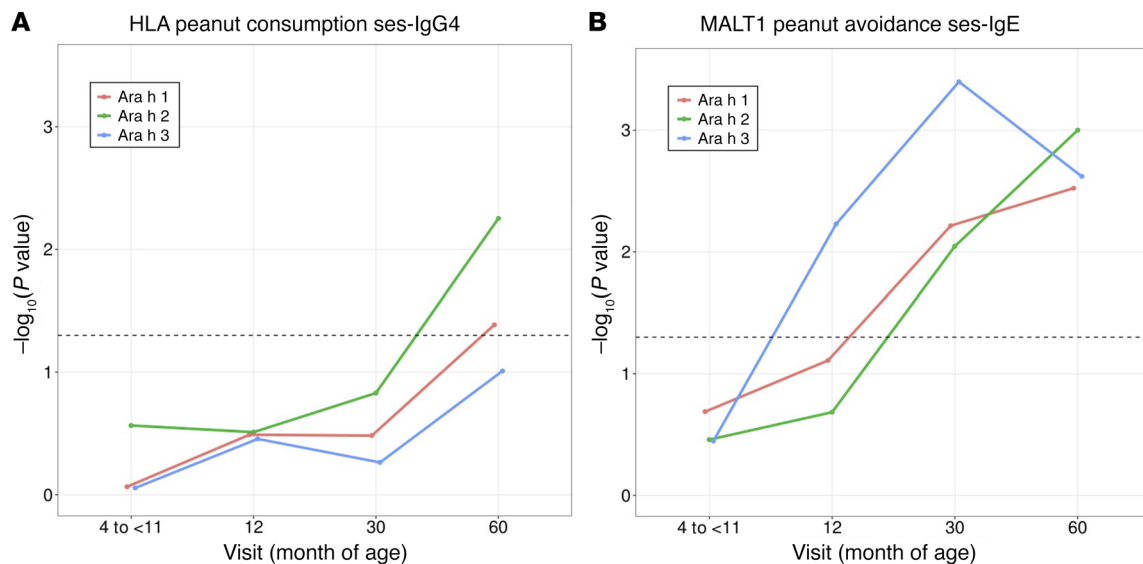 A HLA peanut consumption ses-IgG4
Ara h 1
Ara h 2
Ara h 3
3
2
1
0
–log10(P value)
4 to <11 12 30 60
Visit (month of age)
B MALT1 peanut avoidance ses-IgE
Ara h 1
Ara h 2
Ara h 3
3
2
1
0
–log10(P value)
4 to <11 12 30 60
Visit (month of age)